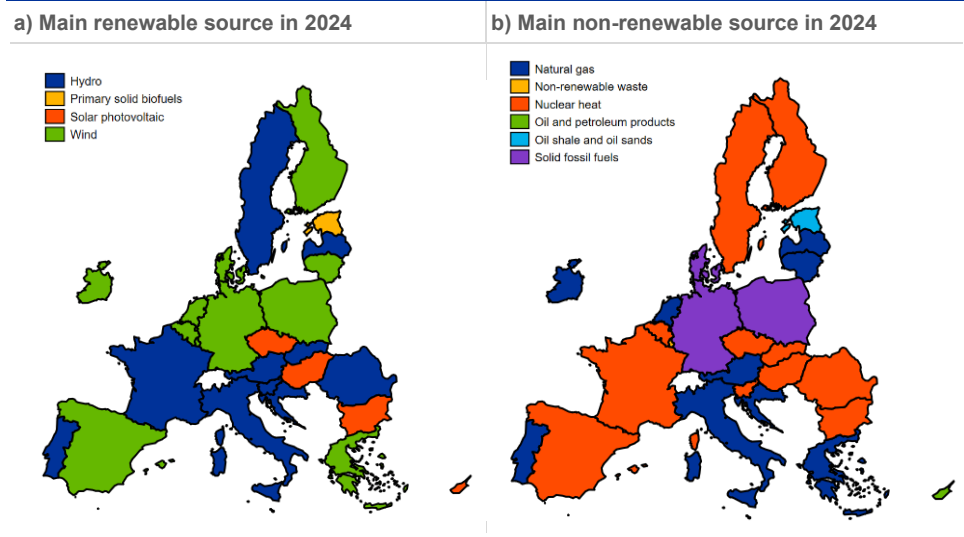 a) Main renewable source in 2024
Hydro
Primary solid biofuels
Solar photovoltaic
Wind
b) Main non-renewable source in 2024
Natural gas
Non-renewable waste
Nuclear heat
Oil and petroleum products
Oil shale and oil sands
Solid fossil fuels